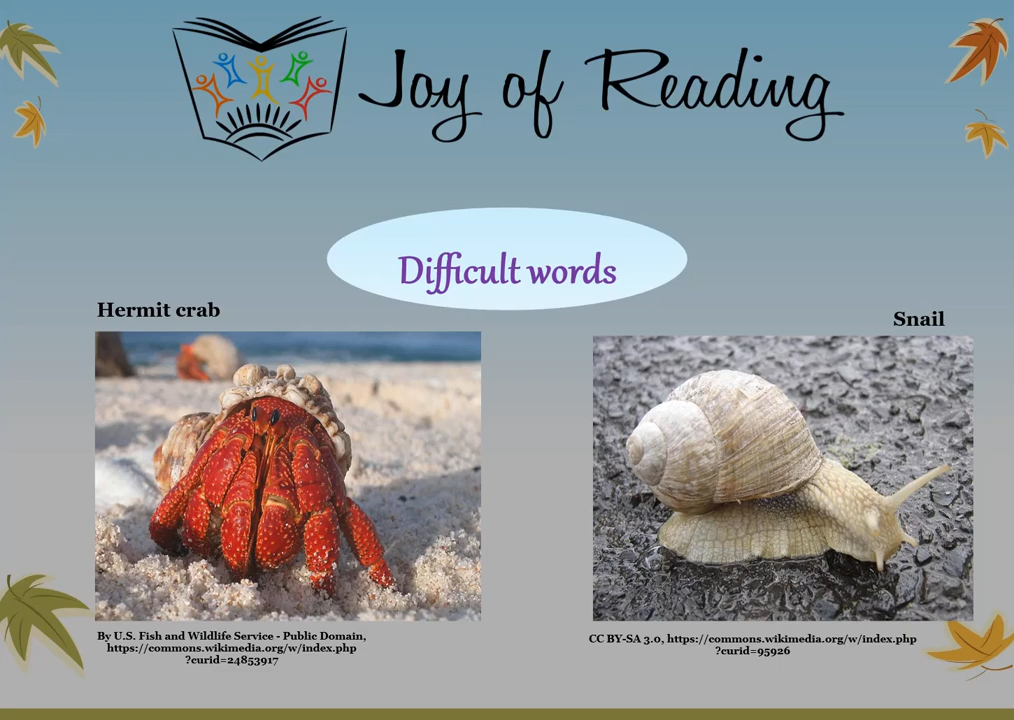 Joy of Reading
Difficult words
Hermit crab
Snail
By U.S. Fish and Wildlife Service - Public Domain,
https://commons.wikimedia.org/w/index.php
?curid=24853917
CC BY-SA 3.0, https://commons.wikimedia.org/w/index.php
?curid=95926